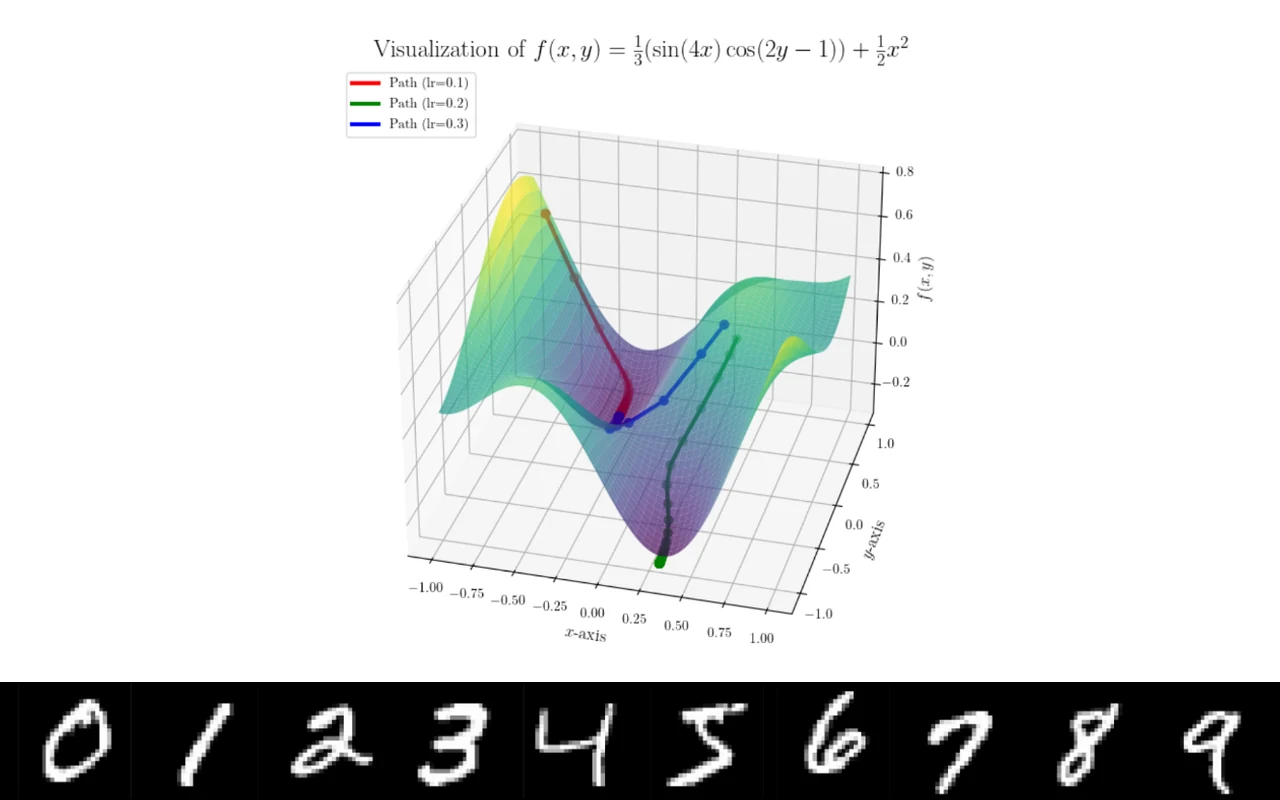 Visualization of f(x, y) = 1/3(sin(4x) cos(2y − 1)) + 1/2x²
Path (lr=0.1)
Path (lr=0.2)
Path (lr=0.3)
0.8
0.6
0.4
0.2
0.0
−0.2
f(x, y)
1.0
0.5
0.0
−0.5
−1.0
y-axis
−1.00 −0.75 −0.50 −0.25 0.00 0.25 0.50 0.75 1.00
x-axis
0 1 2 3 4 5 6 7 8 9